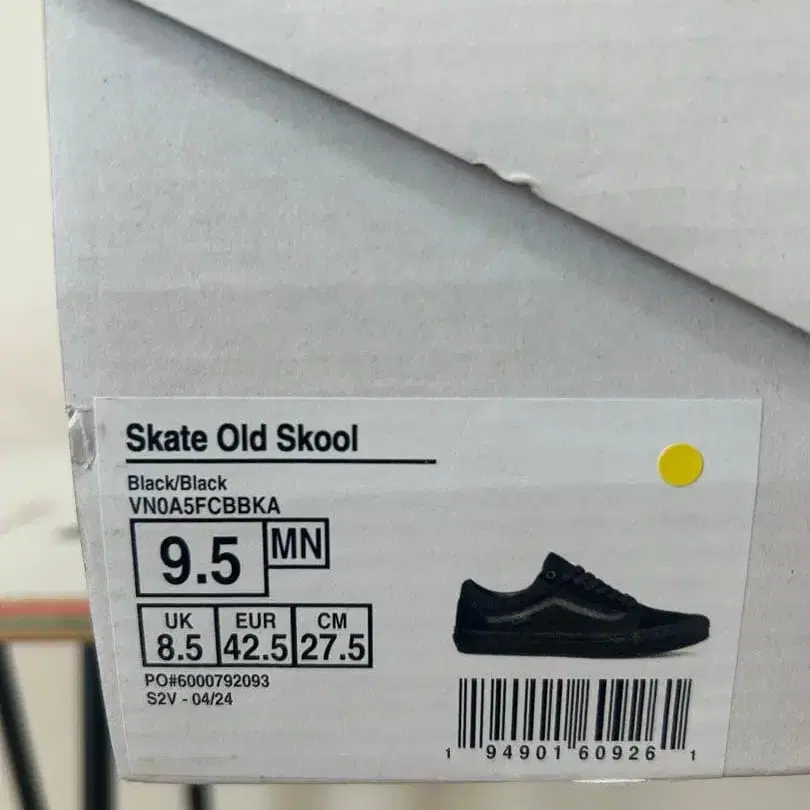 Skate Old Skool
Black/Black
VN0A5FCBBKA
9.5 MN
UK EUR CM
8.5 42.5 27.5
PO#6000792093
S2V - 04/24
1 94901 60926 1